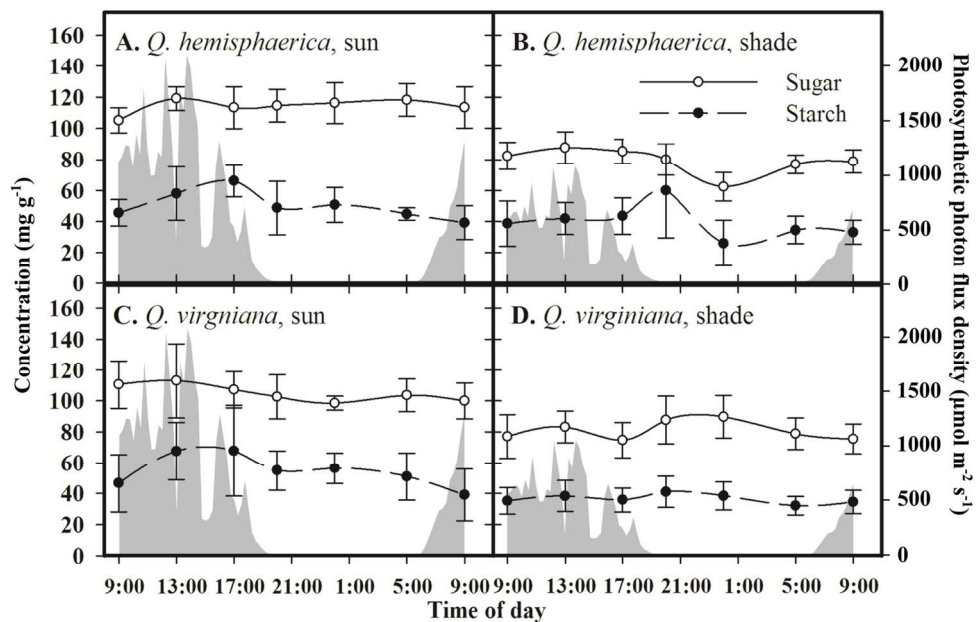 A. Q. hemisphaerica, sun
B. Q. hemisphaerica, shade
Sugar
Starch
C. Q. virgniana, sun
D. Q. virginiana, shade
160
140
120
100
80
60
40
20
0
160
140
120
100
80
60
40
20
0
Concentration (mg g-1)
2000
1500
1000
500
0
2000
1500
1000
500
0
Photosynthetic photon flux density (μmol m-2 s-1)
9:00 13:00 17:00 21:00 1:00 5:00 9:00 9:00 13:00 17:00 21:00 1:00 5:00 9:00
Time of day